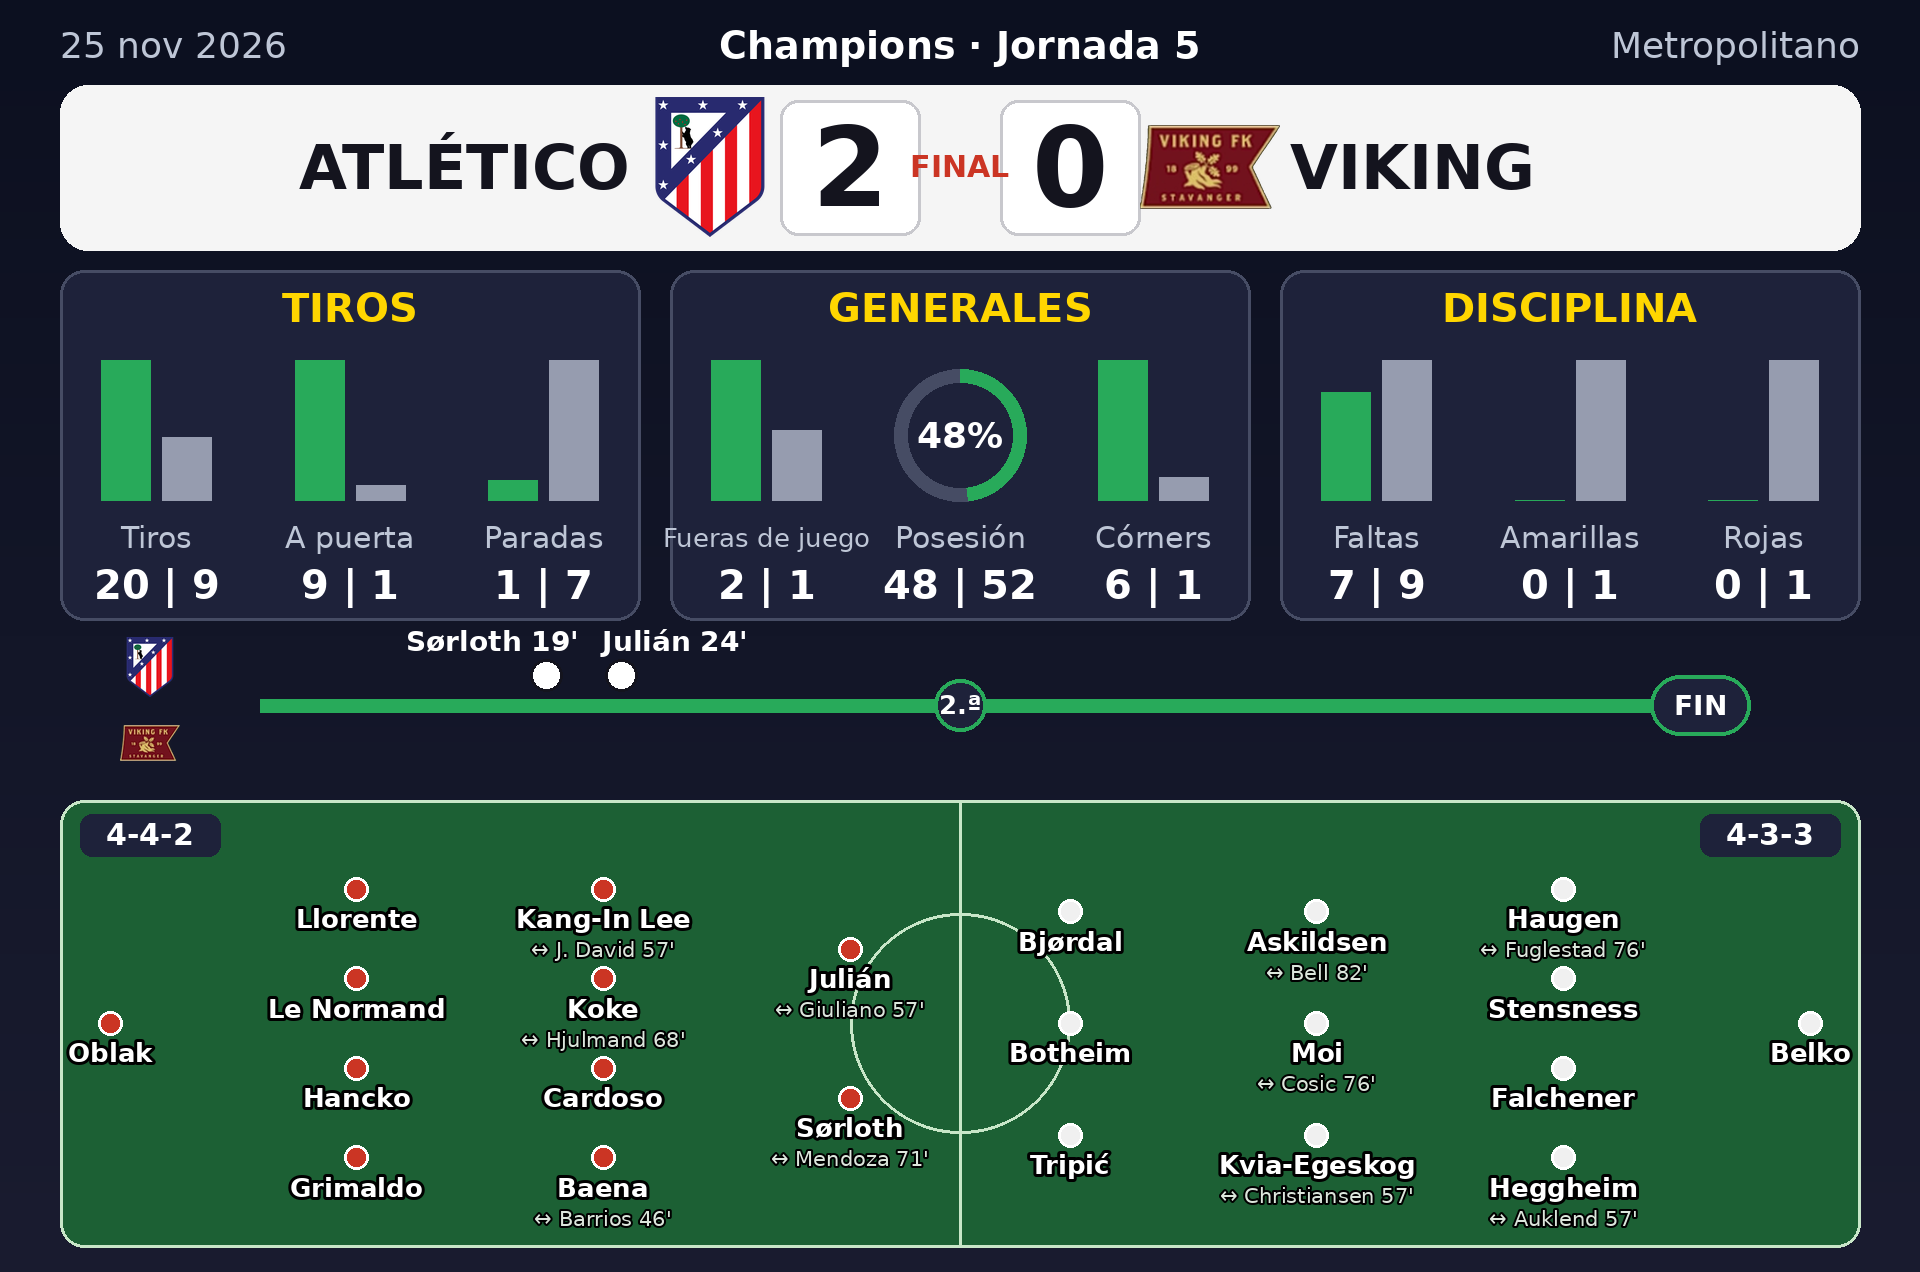 25 nov 2026
Champions · Jornada 5
Metropolitano
ATLÉTICO
2
FINAL
0
VIKING FK
18 99
STAVANGER
VIKING
TIROS
Tiros
A puerta
Paradas
20 | 9
9 | 1
1 | 7
GENERALES
48%
Fueras de juego
Posesión
Córners
2 | 1
48 | 52
6 | 1
DISCIPLINA
Faltas
Amarillas
Rojas
7 | 9
0 | 1
0 | 1
Sørloth 19'
Julián 24'
2.ª
FIN
VIKING FK
STAVANGER
4-4-2
4-3-3
Oblak
Llorente
Le Normand
Hancko
Grimaldo
Kang-In Lee
↔ J. David 57'
Koke
↔ Hjulmand 68'
Cardoso
Baena
↔ Barrios 46'
Julián
↔ Giuliano 57'
Sørloth
↔ Mendoza 71'
Bjørdal
Botheim
Tripić
Askildsen
↔ Bell 82'
Moi
↔ Cosic 76'
Kvia-Egeskog
↔ Christiansen 57'
Haugen
↔ Fuglestad 76'
Stensness
Falchener
Heggheim
↔ Auklend 57'
Belko